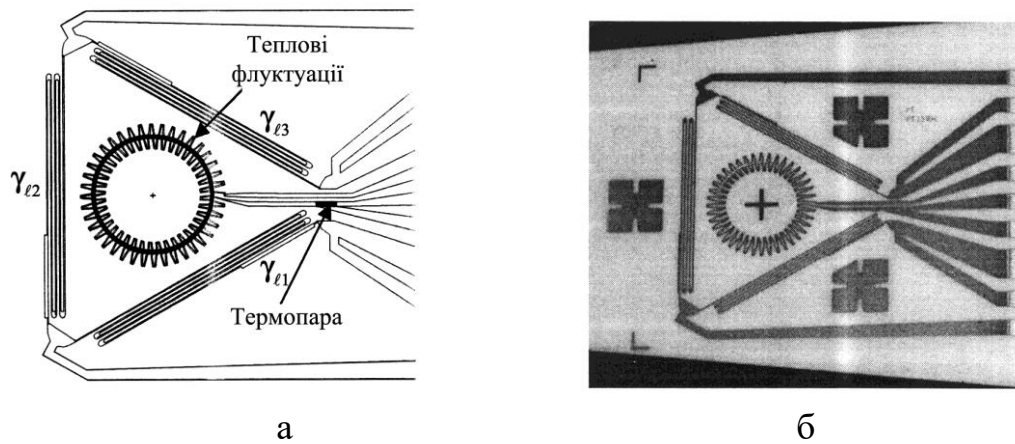 Теплові
флуктуації
γℓ3
γℓ2
γℓ1
Термопара
а
б